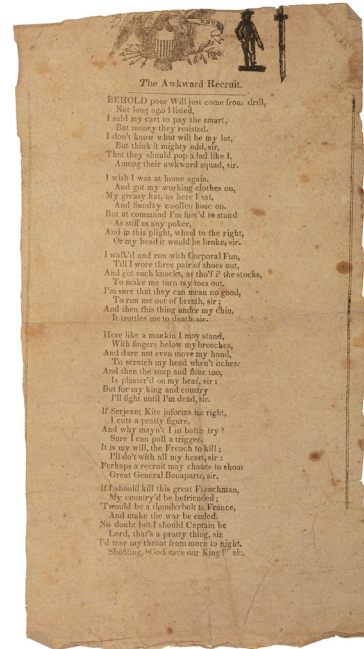 The Awkward Recruit.
BEHOLD poor Will just come from drill,
Not long ago I listed,
I sold my cart to pay the smart,
But money they resisted.
I don't know what will be my lot,
But think it mighty odd, sir,
That they should pop a lad like I,
Among their awkward squad, sir.
I wish I was at home again,
And got my working clothes on,
My greasy hat, as here I sat,
And Sunday woollen hose on.
But at command I'm forc'd to stand
As stiff as any poker,
And in this plight, wheel to the right,
Or my head it would be broke, sir.
I walk'd and run with Corporal Fun,
Till I wore three pair of shoes out,
And got such knocks, as tho'f i' the stocks,
To make me turn my toes out.
I'm sure that they can mean no good,
To run me out of breath, sir;
And then this thing under my chin,
It throttles me to death, sir.
Here like a mankin I may stand,
With fingers below my breeches,
And dare not even move my hand,
To scratch my head when't itches:
And then the soap and flour too,
Is plaster'd on my head, sir:
But for my king and country
I'll fight until I'm dead, sir.
If Serjeant Kite informs me right,
I cuts a pratty figure,
And why mayn't I in battle try?
Sure I can pull a trigger.
It is my will, the French to kill;
I'll do't with all my heart, sir:
Perhaps a recruit may chance to shoot
Great General Bonaparte, sir.
If I should kill this great Frenchman,
My country'd be befriended;
'Twould be a thunderbolt to France,
And make the war be ended.
No doubt but I should Captain be
Lord, that's a pratty thing, sir.
I'd tear my throat from morn to night,
Shouting, "God save our King!" sir.